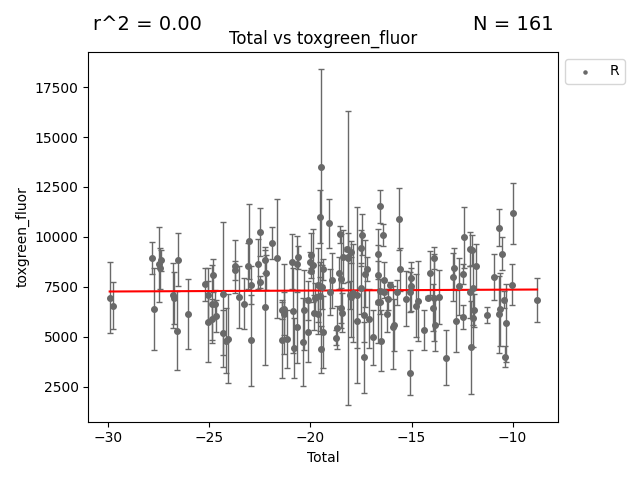 r^2 = 0.00
N = 161
Total vs toxgreen_fluor
R
toxgreen_fluor
17500
15000
12500
10000
7500
5000
2500
−30
−25
−20
−15
−10
Total